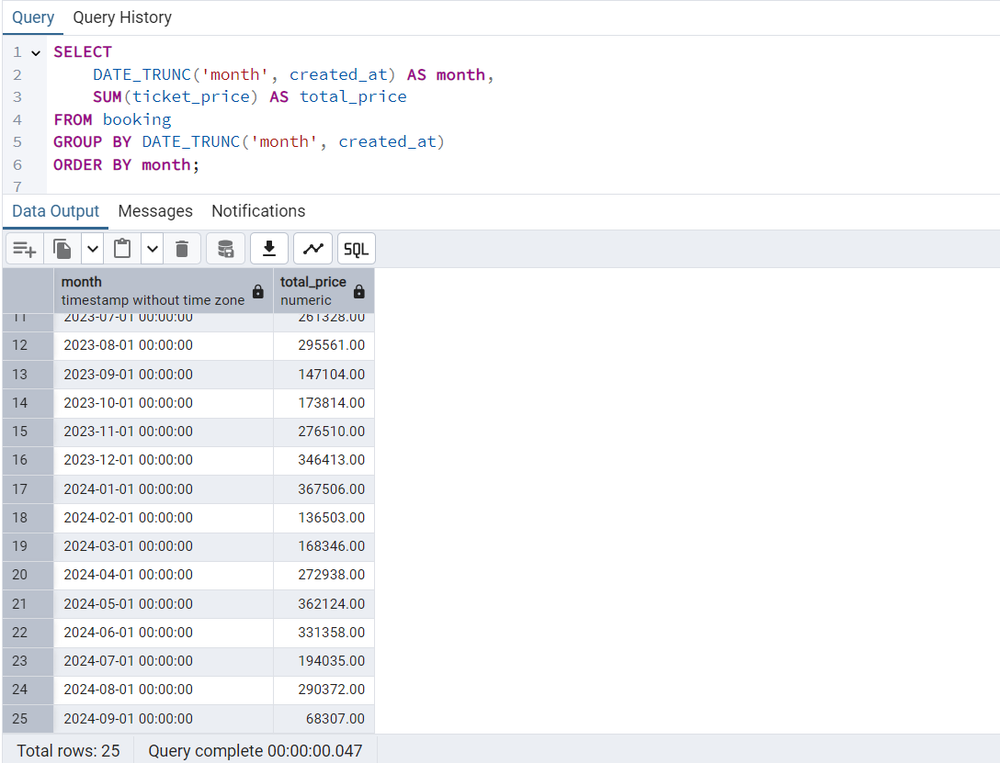 Query Query History
1 SELECT
2 DATE_TRUNC('month', created_at) AS month,
3 SUM(ticket_price) AS total_price
4 FROM booking
5 GROUP BY DATE_TRUNC('month', created_at)
6 ORDER BY month;
7
Data Output Messages Notifications
SQL
month total_price
timestamp without time zone numeric
11 2023-07-01 00:00:00 261328.00
12 2023-08-01 00:00:00 295561.00
13 2023-09-01 00:00:00 147104.00
14 2023-10-01 00:00:00 173814.00
15 2023-11-01 00:00:00 276510.00
16 2023-12-01 00:00:00 346413.00
17 2024-01-01 00:00:00 367506.00
18 2024-02-01 00:00:00 136503.00
19 2024-03-01 00:00:00 168346.00
20 2024-04-01 00:00:00 272938.00
21 2024-05-01 00:00:00 362124.00
22 2024-06-01 00:00:00 331358.00
23 2024-07-01 00:00:00 194035.00
24 2024-08-01 00:00:00 290372.00
25 2024-09-01 00:00:00 68307.00
Total rows: 25 Query complete 00:00:00.047